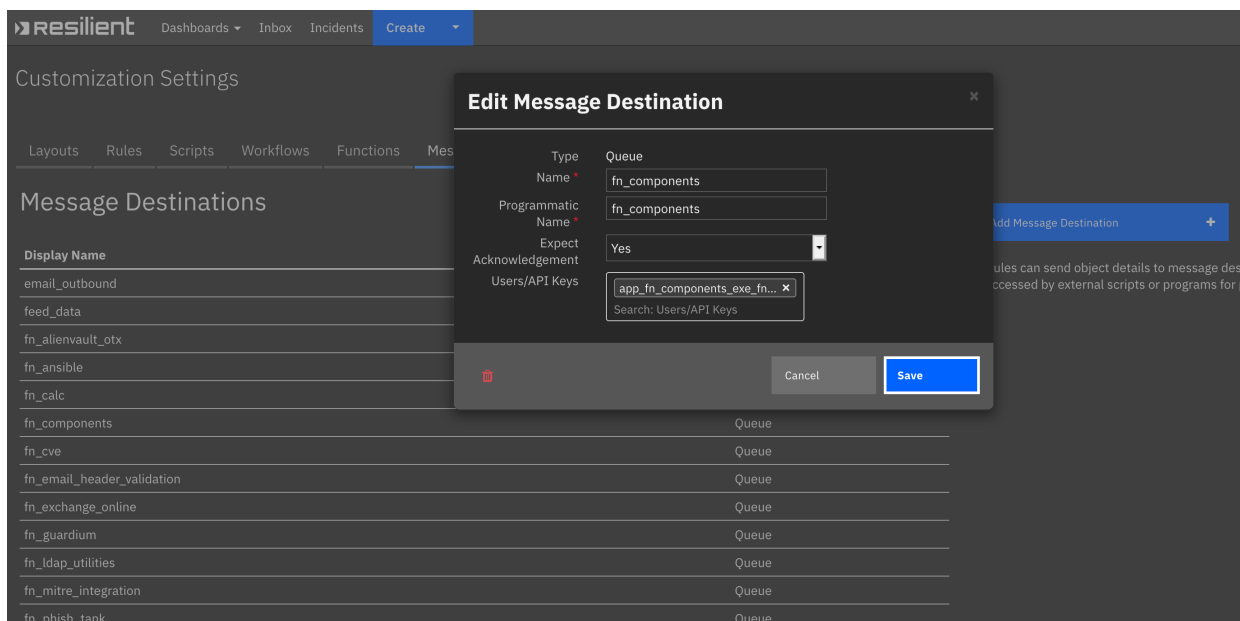 Resilient Dashboards Inbox Incidents Create
Customization Settings
Layouts Rules Scripts Workflows Functions Mes
Message Destinations
Add Message Destination +
ules can send object details to message des
ccessed by external scripts or programs for
Display Name
email_outbound
feed_data
fn_alienvault_otx
fn_ansible
fn_calc
fn_components Queue
fn_cve Queue
fn_email_header_validation Queue
fn_exchange_online Queue
fn_guardium Queue
fn_ldap_utilities Queue
fn_mitre_integration Queue
fn_phish_tank Queue
Edit Message Destination ×
Type Queue
Name * fn_components
Programmatic
Name * fn_components
Expect
Acknowledgement Yes
Users/API Keys app_fn_components_exe_fn... ×
Search: Users/API Keys
Cancel Save